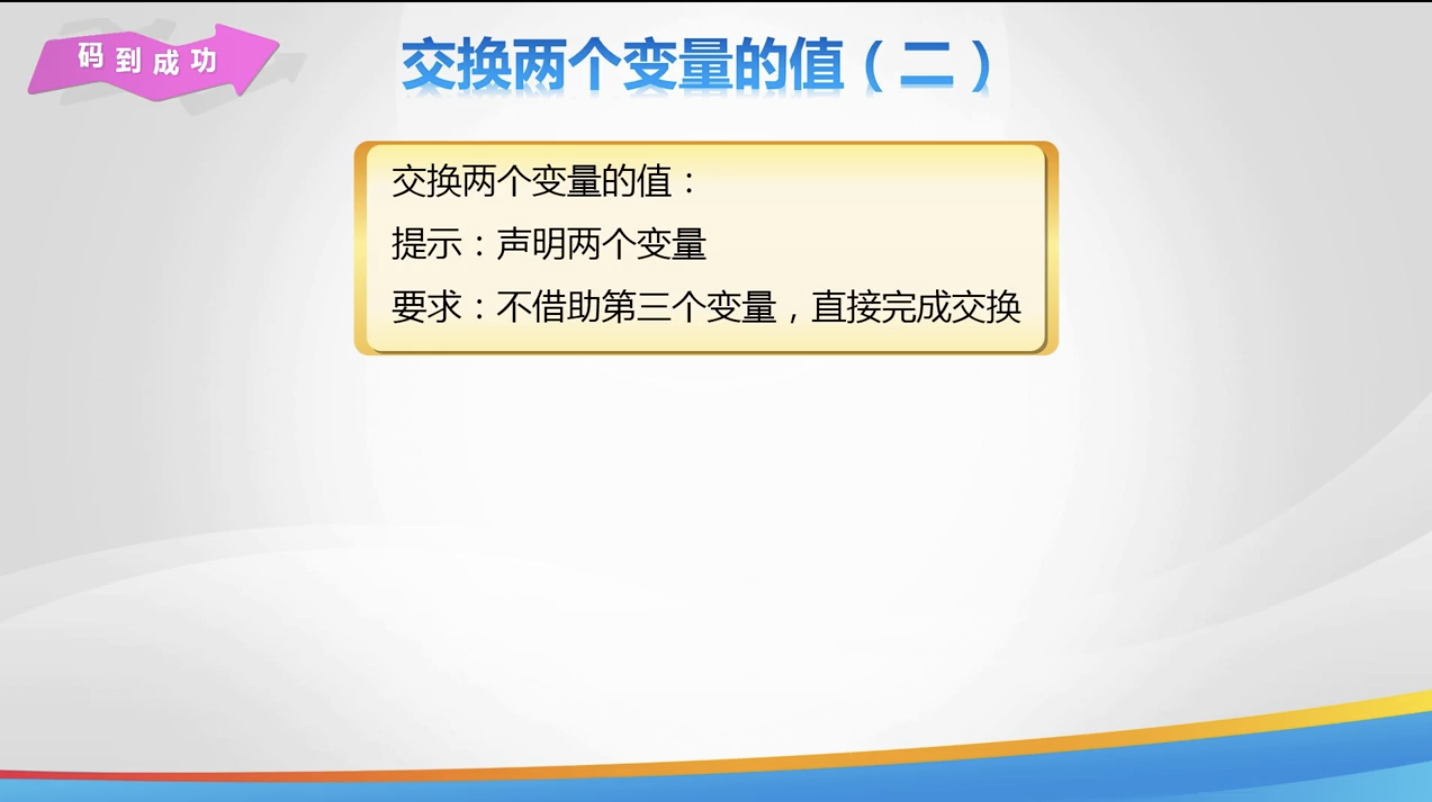 码到成功
交换两个变量的值（二）
交换两个变量的值：
提示：声明两个变量
要求：不借助第三个变量，直接完成交换